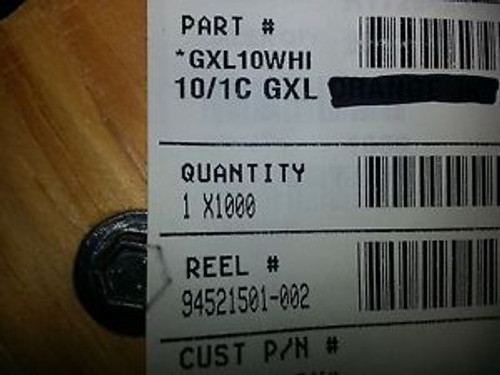 PART #
*GXL10WHI
10/1C GXL
QUANTITY
1 X1000
REEL #
94521501-002
CUST P/N #